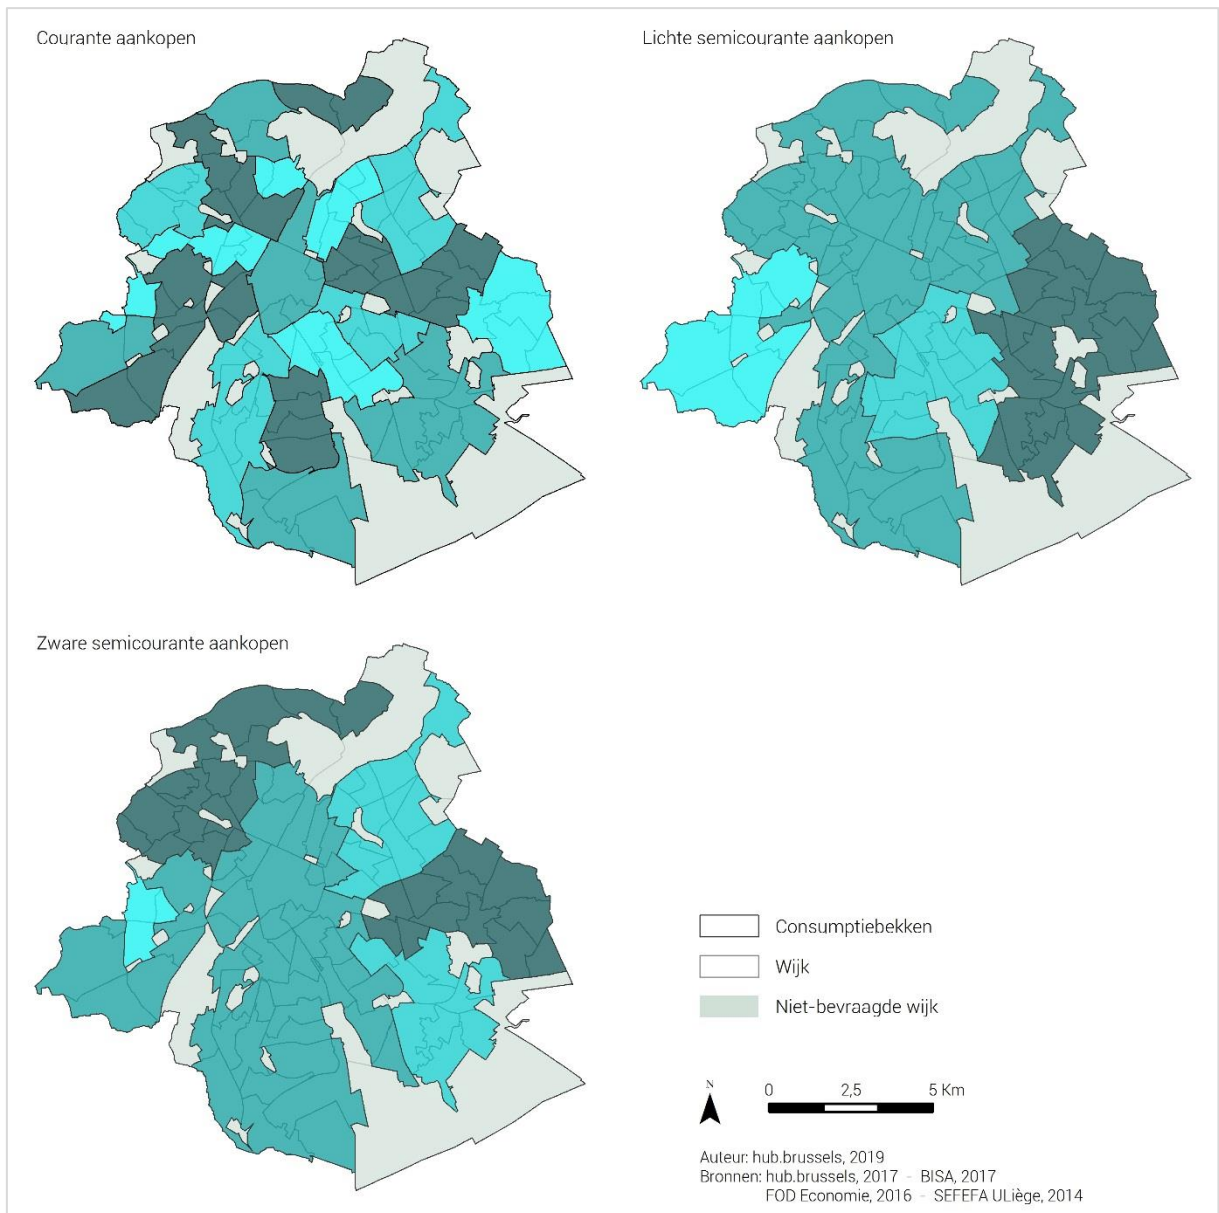 Courante aankopen
Lichte semicourante aankopen
Zware semicourante aankopen
Consumptiebekken
Wijk
Niet-bevraagde wijk
N
0 2,5 5 Km
Auteur: hub.brussels, 2019
Bronnen: hub.brussels, 2017 - BISA, 2017
FOD Economie, 2016 - SEFEFA ULiège, 2014